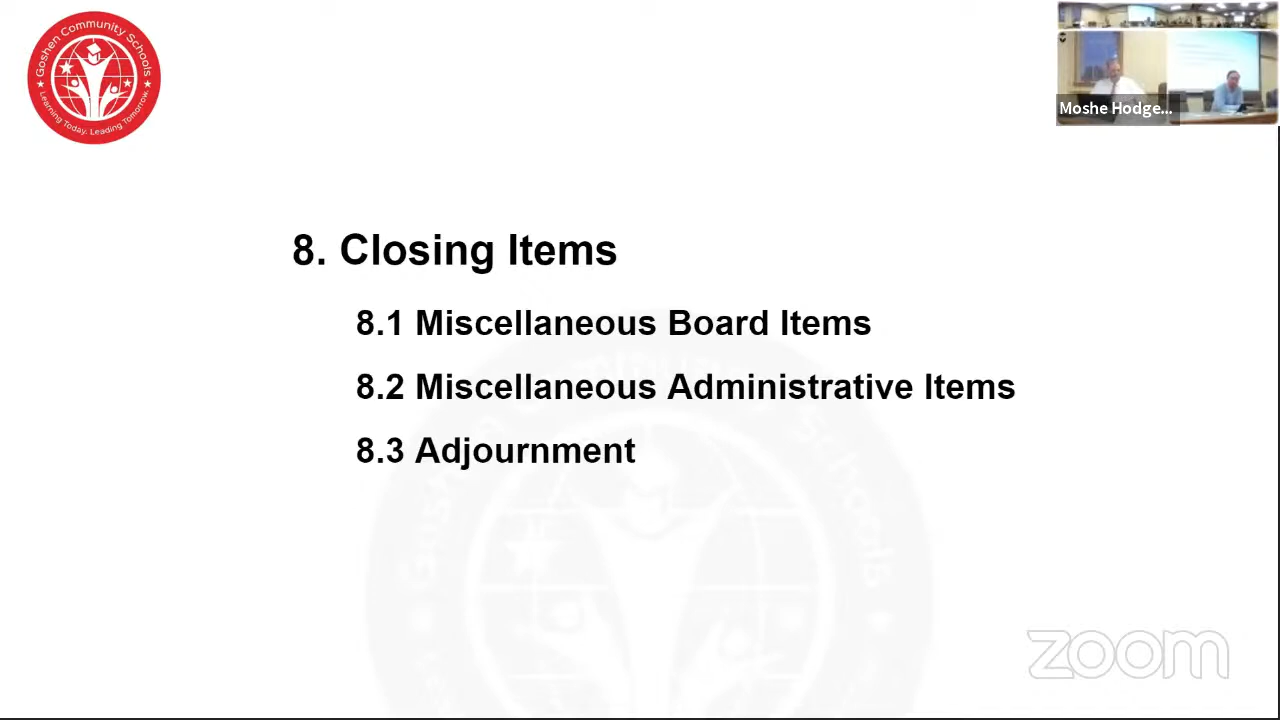 Goshen Community Schools
Learning Today. Leading Tomorrow.
Moshe Hodge...
8. Closing Items
8.1 Miscellaneous Board Items
8.2 Miscellaneous Administrative Items
8.3 Adjournment
zoom